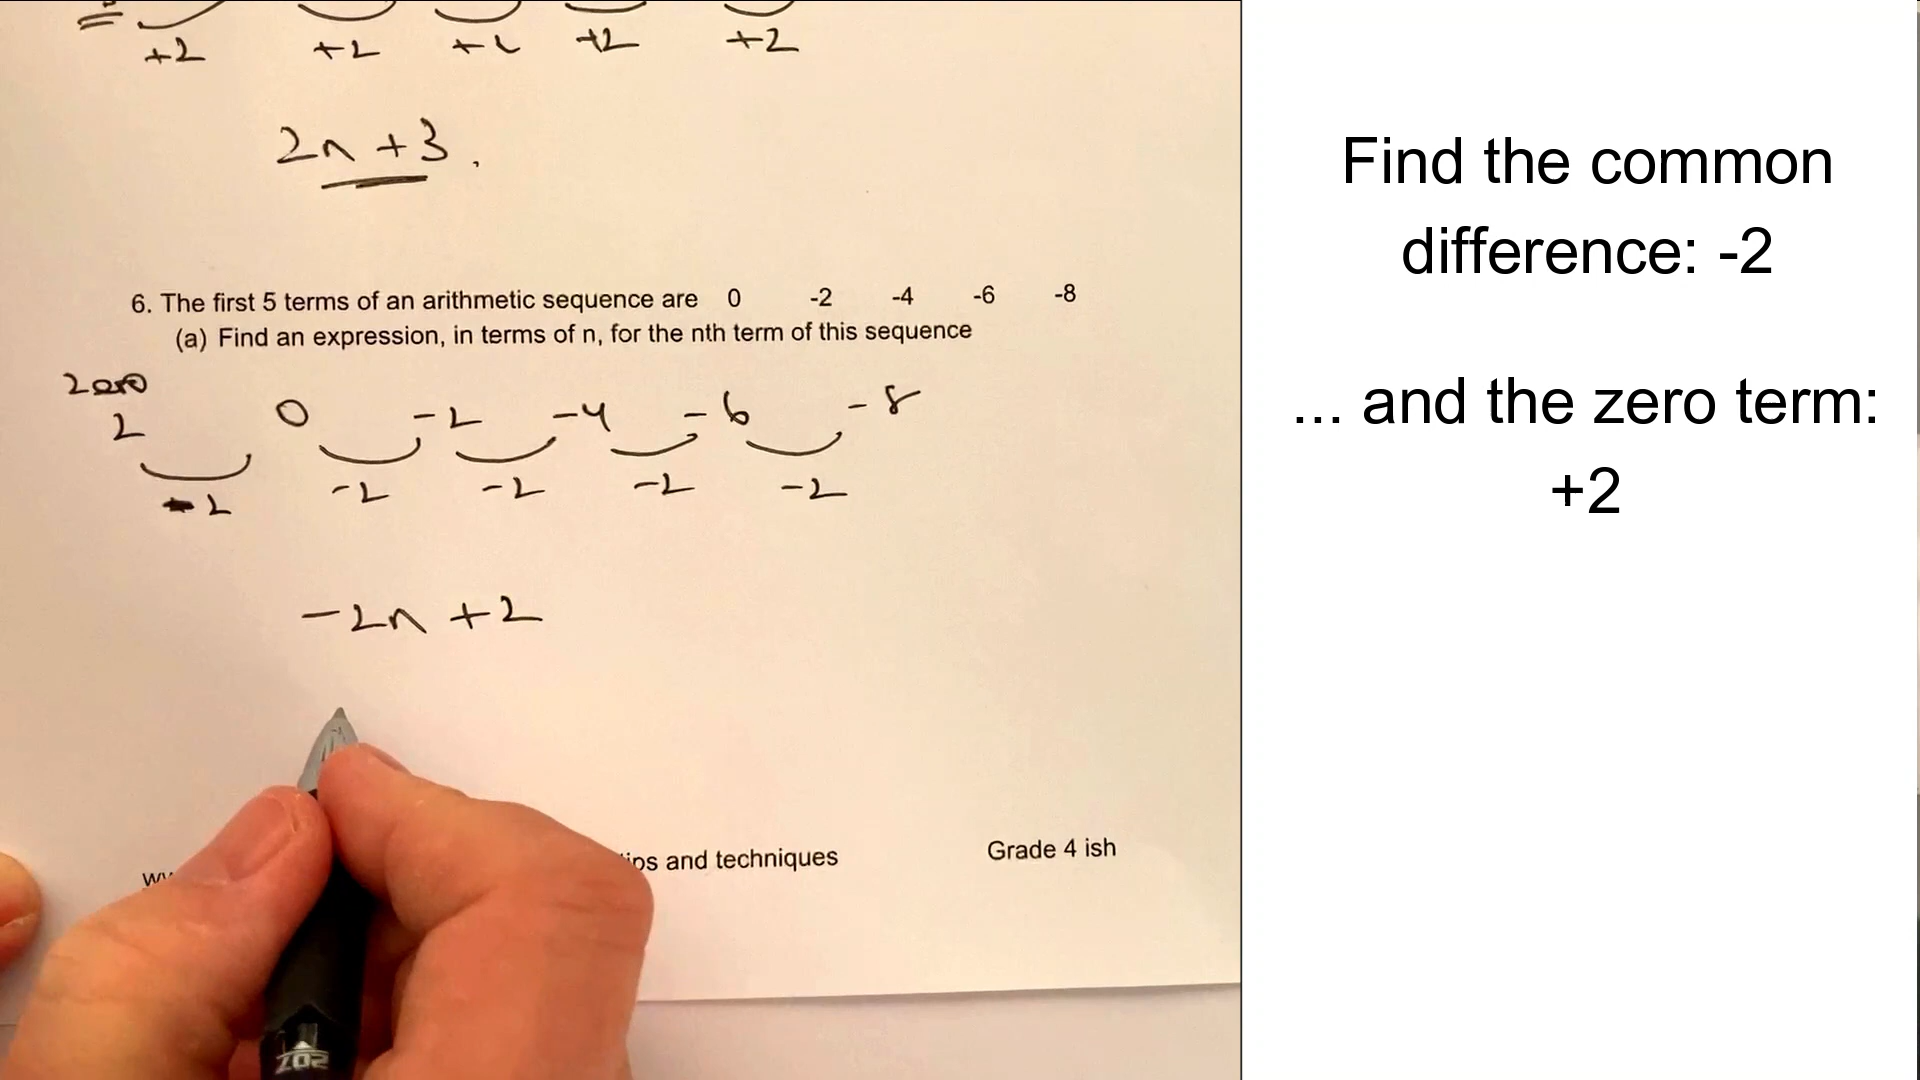 +2 +2 +2 +2 +2
2n + 3.
6. The first 5 terms of an arithmetic sequence are 0 -2 -4 -6 -8
(a) Find an expression, in terms of n, for the nth term of this sequence
zero
2 0 -2 -4 -6 -8
-2 -2 -2 -2 -2
-2n + 2
and techniques Grade 4 ish
Find the common
difference: -2
... and the zero term:
+2